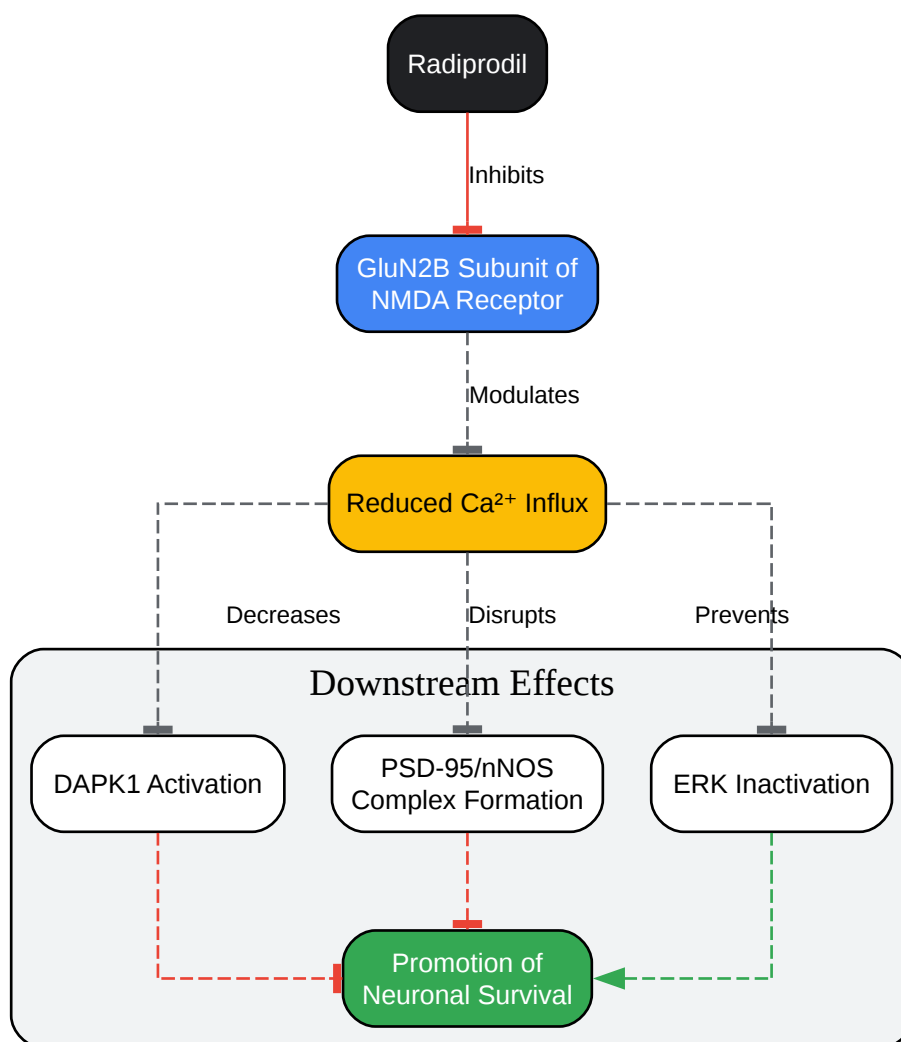 Radiprodil
Inhibits
GluN2B Subunit of
NMDA Receptor
Modulates
Reduced Ca²⁺ Influx
Decreases
Disrupts
Prevents
Downstream Effects
DAPK1 Activation
PSD-95/nNOS
Complex Formation
ERK Inactivation
Promotion of
Neuronal Survival